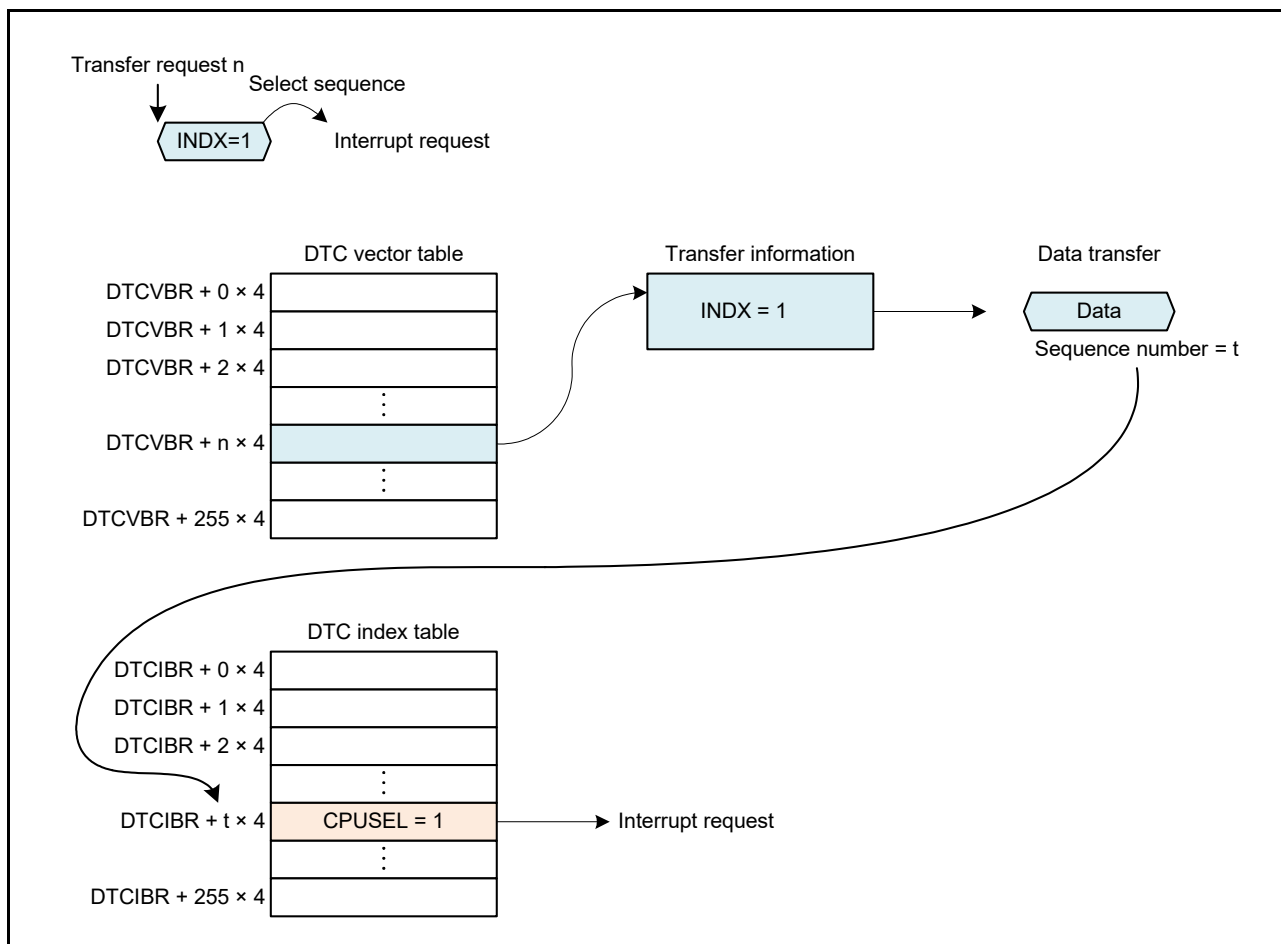 Transfer request n
Select sequence
INDX=1
Interrupt request
DTC vector table
Transfer information
Data transfer
DTCVBR + 0 × 4
DTCVBR + 1 × 4
DTCVBR + 2 × 4
⋮
DTCVBR + n × 4
⋮
DTCVBR + 255 × 4
INDX = 1
Data
Sequence number = t
DTC index table
DTCIBR + 0 × 4
DTCIBR + 1 × 4
DTCIBR + 2 × 4
⋮
DTCIBR + t × 4
CPUSEL = 1
Interrupt request
⋮
DTCIBR + 255 × 4